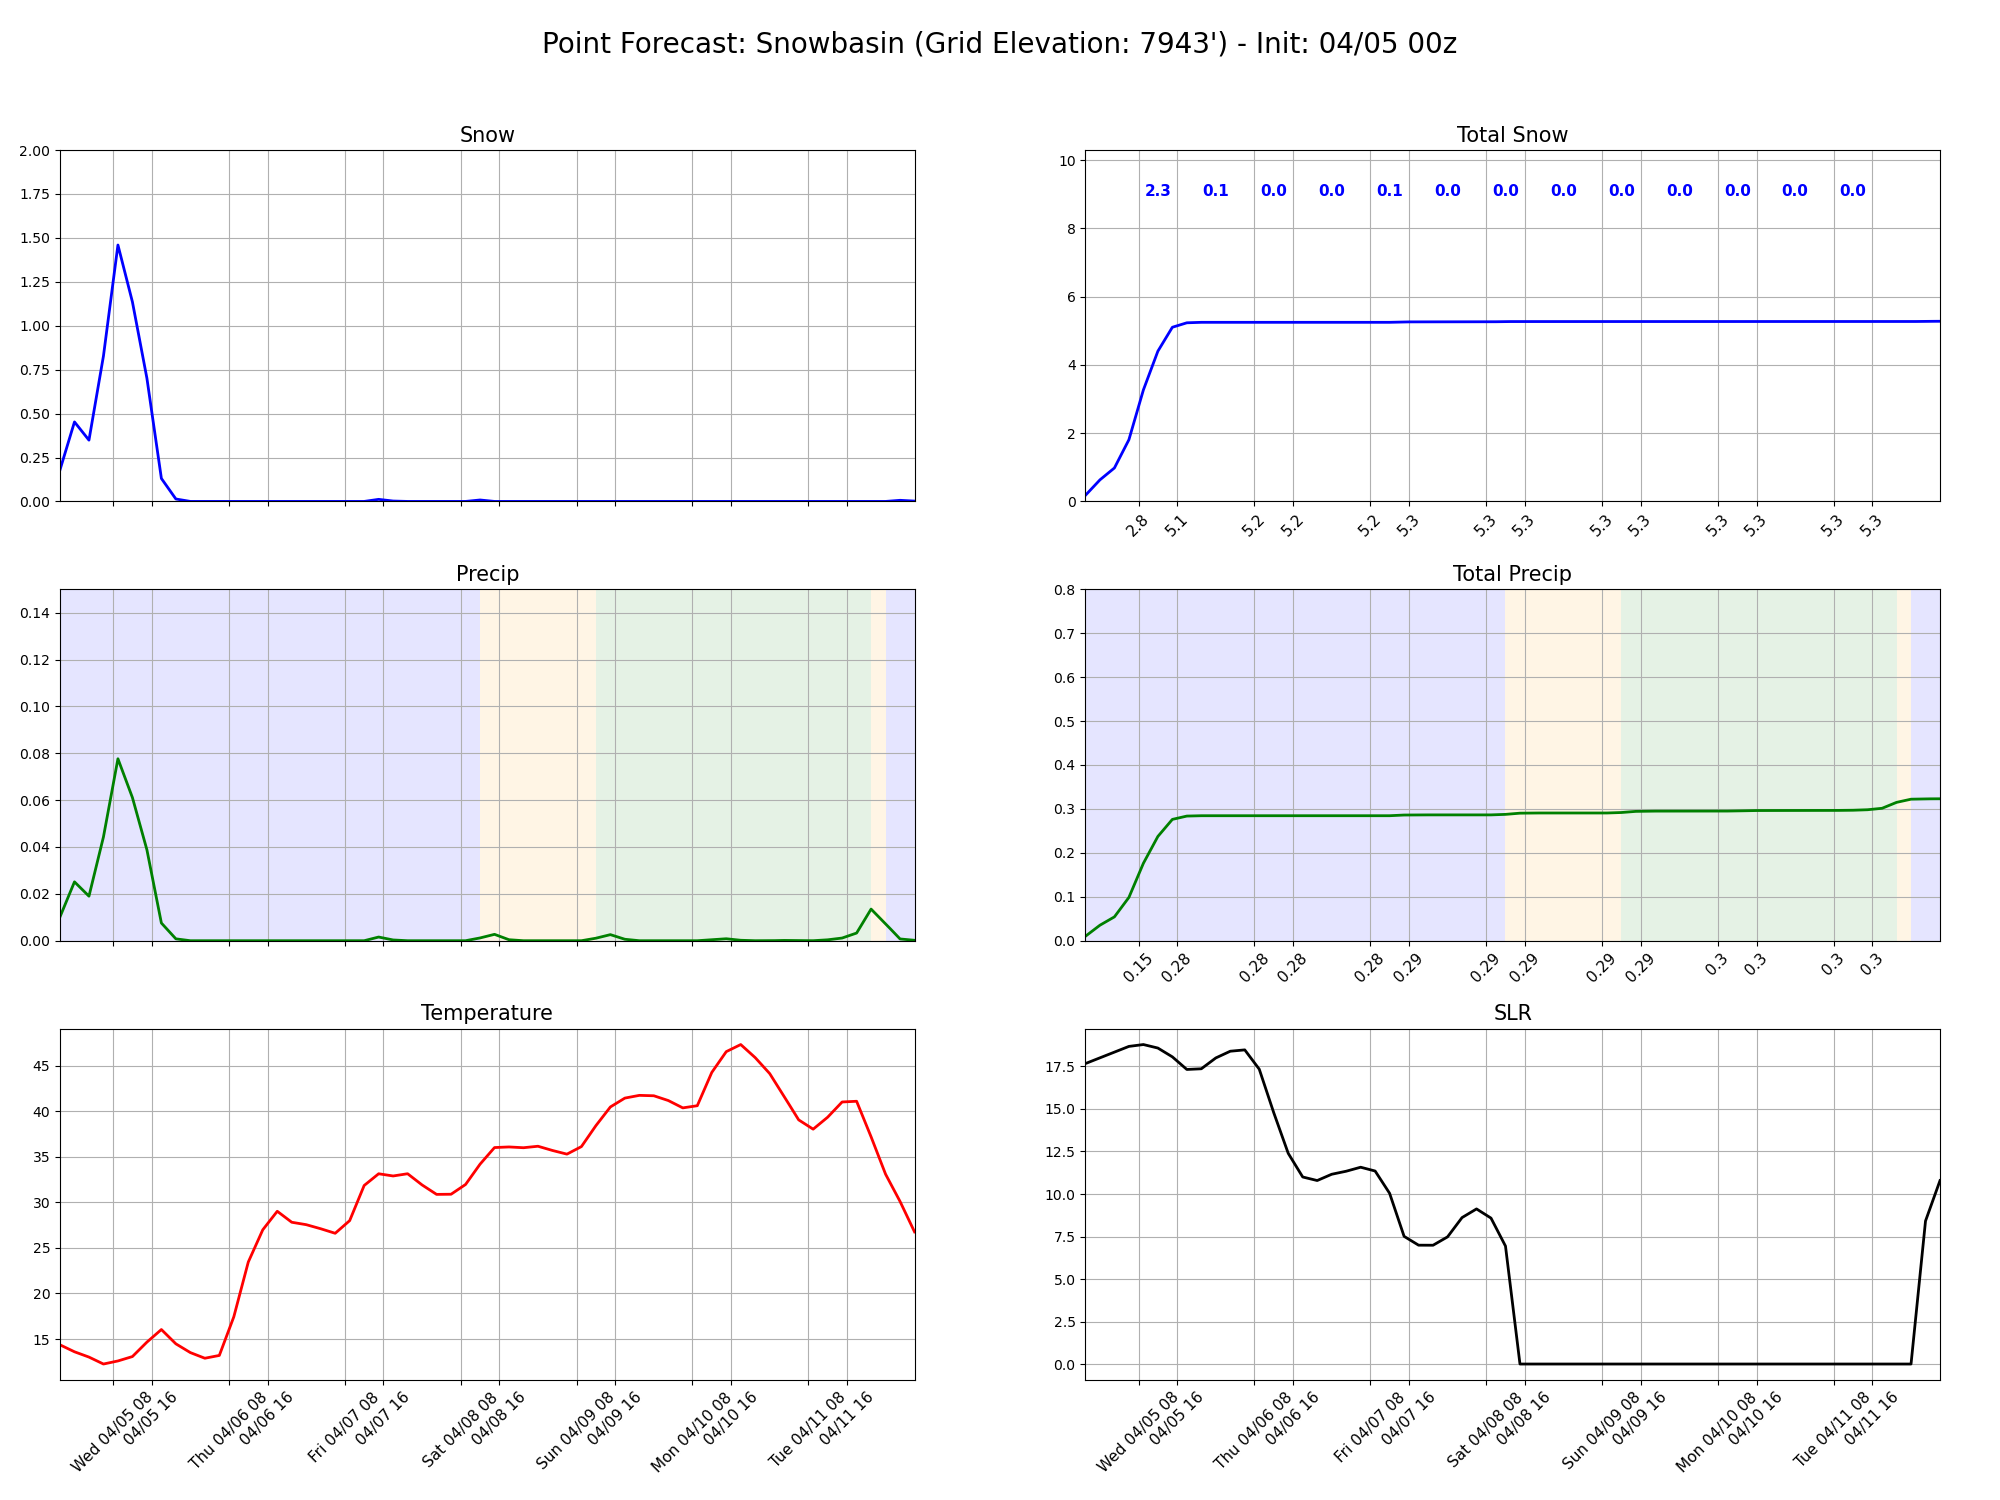 Point Forecast: Snowbasin (Grid Elevation: 7943') - Init: 04/05 00z
Snow
2.00
1.75
1.50
1.25
1.00
0.75
0.50
0.25
0.00
Total Snow
10
8
6
4
2
0
2.3 0.1 0.0 0.0 0.1 0.0 0.0 0.0 0.0 0.0 0.0 0.0 0.0
2.8 5.1 5.2 5.2 5.2 5.3 5.3 5.3 5.3 5.3 5.3 5.3 5.3 5.3
Precip
0.14
0.12
0.10
0.08
0.06
0.04
0.02
0.00
Total Precip
0.8
0.7
0.6
0.5
0.4
0.3
0.2
0.1
0.0
0.15 0.28 0.28 0.28 0.28 0.29 0.29 0.29 0.29 0.29 0.3 0.3 0.3 0.3
Temperature
45
40
35
30
25
20
15
Wed 04/05 08
04/05 16
Thu 04/06 08
04/06 16
Fri 04/07 08
04/07 16
Sat 04/08 08
04/08 16
Sun 04/09 08
04/09 16
Mon 04/10 08
04/10 16
Tue 04/11 08
04/11 16
SLR
17.5
15.0
12.5
10.0
7.5
5.0
2.5
0.0
Wed 04/05 08
04/05 16
Thu 04/06 08
04/06 16
Fri 04/07 08
04/07 16
Sat 04/08 08
04/08 16
Sun 04/09 08
04/09 16
Mon 04/10 08
04/10 16
Tue 04/11 08
04/11 16